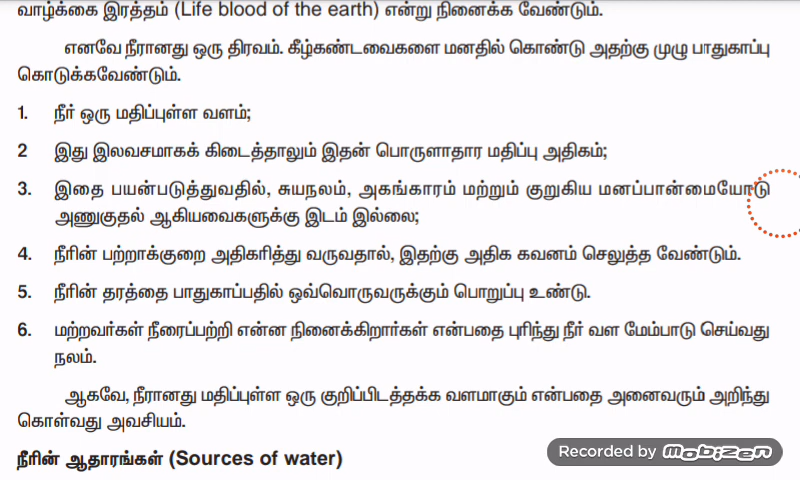 வாழ்க்கை இரத்தம் (Life blood of the earth) என்று நினைக்க வேண்டும்.
எனவே நீரானது ஒரு திரவம். கீழ்கண்டவைகளை மனதில் கொண்டு அதற்கு முழு பாதுகாப்பு
கொடுக்கவேண்டும்.
1. நீர் ஒரு மதிப்புள்ள வளம்;
2 இது இலவசமாகக் கிடைத்தாலும் இதன் பொருளாதார மதிப்பு அதிகம்;
3. இதை பயன்படுத்துவதில், சுயநலம், அகங்காரம் மற்றும் குறுகிய மனப்பான்மையோடு
அணுகுதல் ஆகியவைகளுக்கு இடம் இல்லை;
4. நீரின் பற்றாக்குறை அதிகரித்து வருவதால், இதற்கு அதிக கவனம் செலுத்த வேண்டும்.
5. நீரின் தரத்தை பாதுகாப்பதில் ஒவ்வொருவருக்கும் பொறுப்பு உண்டு.
6. மற்றவர்கள் நீரைப்பற்றி என்ன நினைக்கிறார்கள் என்பதை புரிந்து நீர் வள மேம்பாடு செய்வது
நலம்.
ஆகவே, நீரானது மதிப்புள்ள ஒரு குறிப்பிடத்தக்க வளமாகும் என்பதை அனைவரும் அறிந்து
கொள்வது அவசியம்.
நீரின் ஆதாரங்கள் (Sources of water)
Recorded by mobizen